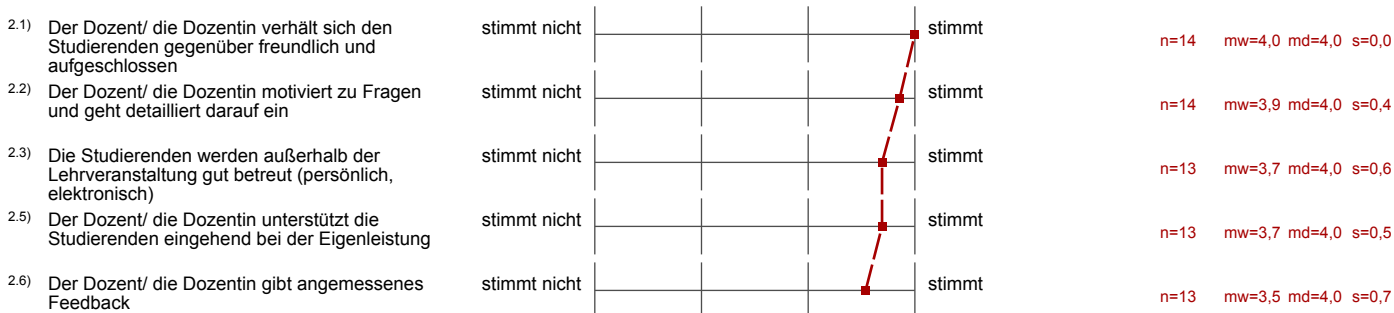 2.1) Der Dozent/ die Dozentin verhält sich den stimmt nicht stimmt
Studierenden gegenüber freundlich und n=14 mw=4,0 md=4,0 s=0,0
aufgeschlossen
2.2) Der Dozent/ die Dozentin motiviert zu Fragen stimmt nicht stimmt
und geht detailliert darauf ein n=14 mw=3,9 md=4,0 s=0,4
2.3) Die Studierenden werden außerhalb der stimmt nicht stimmt
Lehrveranstaltung gut betreut (persönlich, n=13 mw=3,7 md=4,0 s=0,6
elektronisch)
2.5) Der Dozent/ die Dozentin unterstützt die stimmt nicht stimmt
Studierenden eingehend bei der Eigenleistung n=13 mw=3,7 md=4,0 s=0,5
2.6) Der Dozent/ die Dozentin gibt angemessenes stimmt nicht stimmt
Feedback n=13 mw=3,5 md=4,0 s=0,7